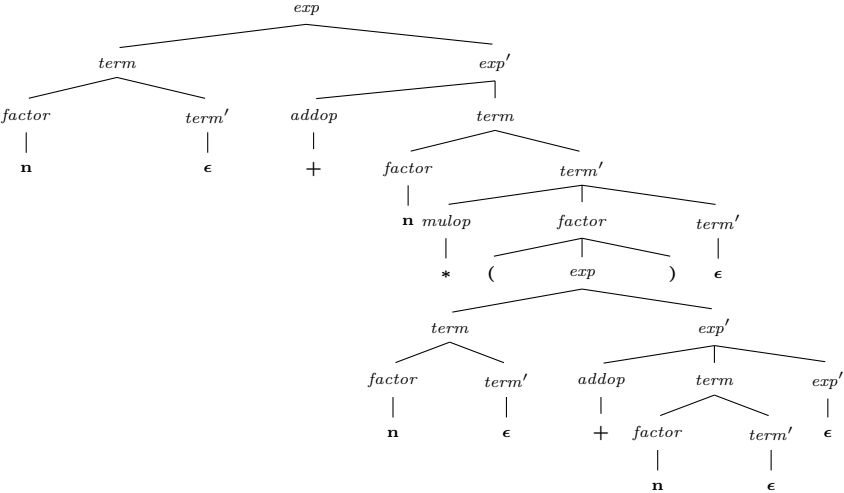 exp
term exp′
factor term′ addop term
n ϵ + factor term′
n mulop factor term′
* ( exp ) ϵ
term exp′
factor term′ addop term exp′
n ϵ + factor term′ ϵ
n ϵ